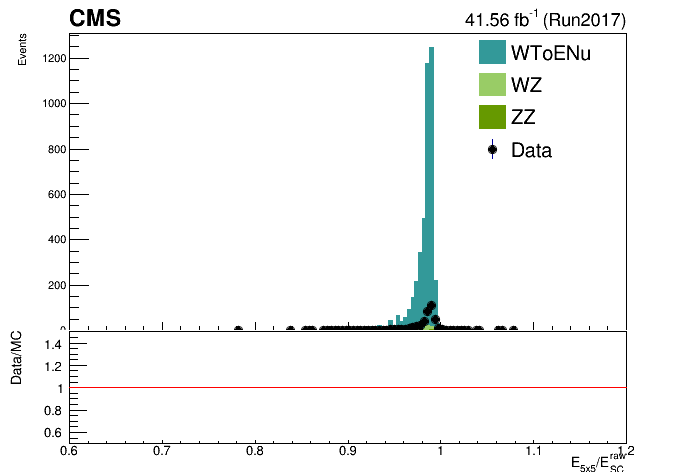 CMS
41.56 fb-1 (Run2017)
Events
1200
1000
800
600
400
200
0
WToENu
WZ
ZZ
Data
Data/MC
1.4
1.2
1
0.8
0.6
0.6 0.7 0.8 0.9 1 1.1 1.2
E5x5/ErawSC